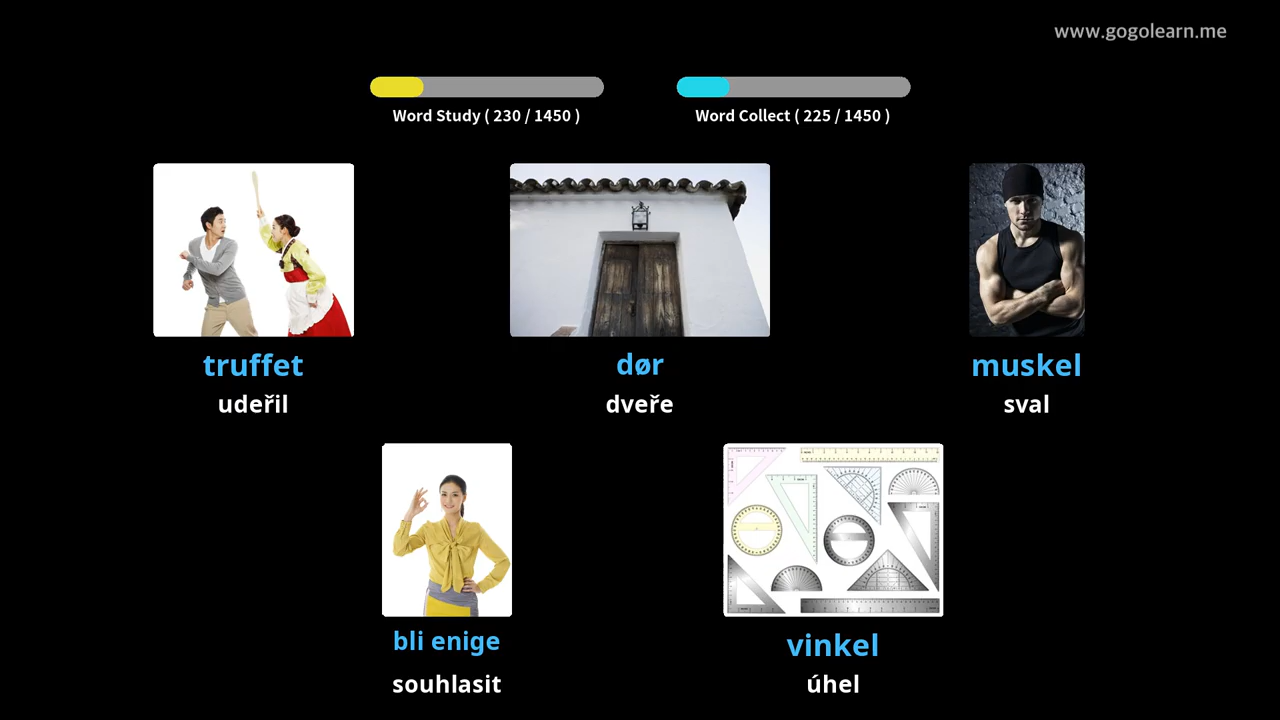 www.gogolearn.me
Word Study ( 230 / 1450 )
Word Collect ( 225 / 1450 )
truffet
dør
muskel
udeřil
dveře
sval
bli enige
vinkel
souhlasit
úhel